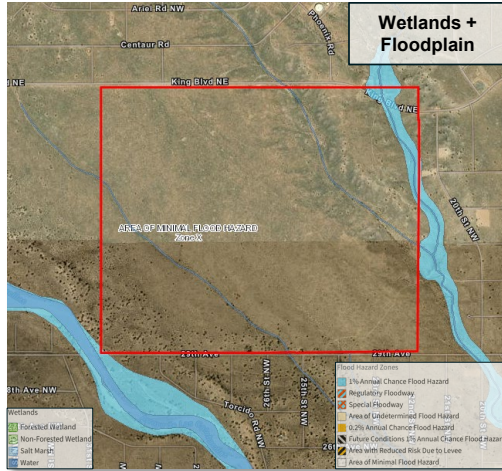 Wetlands +
Floodplain
Ariel Rd NW
Phoenix Rd
Centaur Rd
King Blvd NE
20th St NW
AREA OF MINIMAL FLOOD HAZARD
Zone X
29th Ave
29th Ave
26th St NW
25th St NW
Torcido Rd NW
Wetlands
Forested Wetland
Non-Forested Wetland
Salt Marsh
Water
Flood Hazard Zones
1% Annual Chance Flood Hazard
Regulatory Floodway
Special Floodway
Area of Undetermined Flood Hazard
0.2% Annual Chance Flood Hazard
Future Conditions 1% Annual Chance Flood Hazard
Area with Reduced Risk Due to Levee
Area of Minimal Flood Hazard